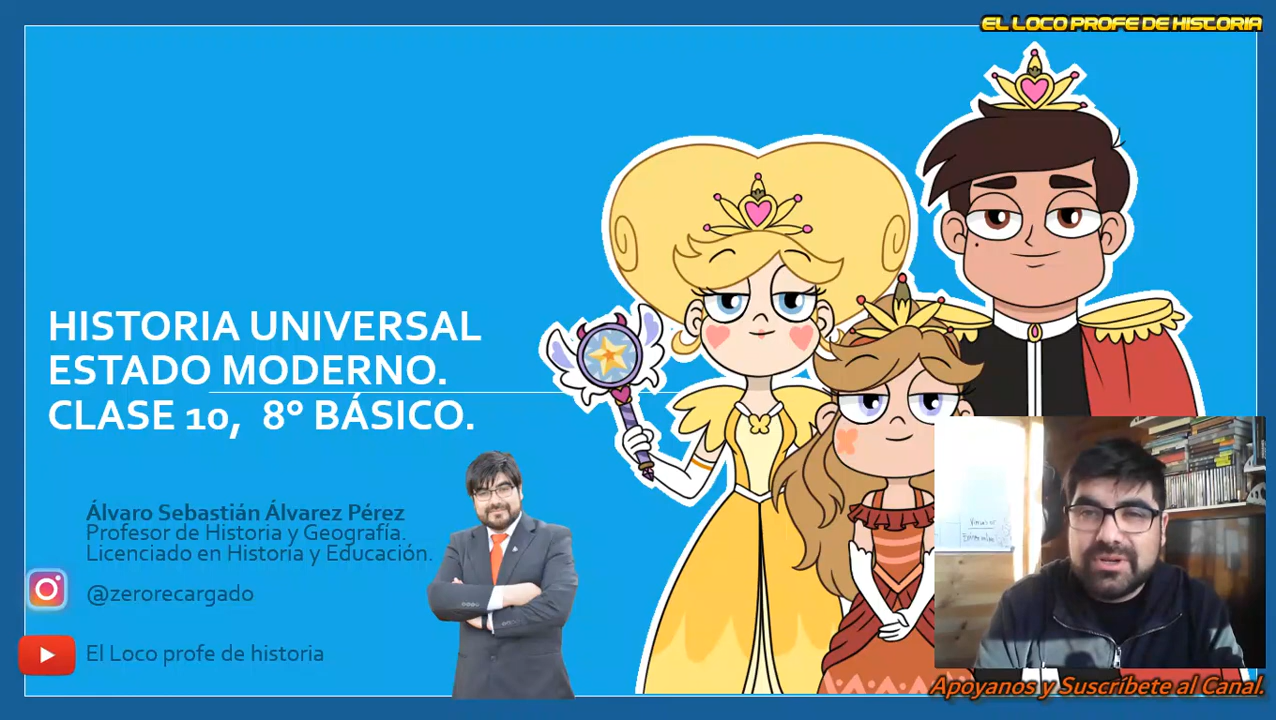 EL LOCO PROFE DE HISTORIA
HISTORIA UNIVERSAL
ESTADO MODERNO.
CLASE 10, 8° BÁSICO.
Álvaro Sebastián Álvarez Pérez
Profesor de Historia y Geografía.
Licenciado en Historia y Educación.
@zerorecargado
El Loco profe de historia
Apoyanos y Suscríbete al Canal.